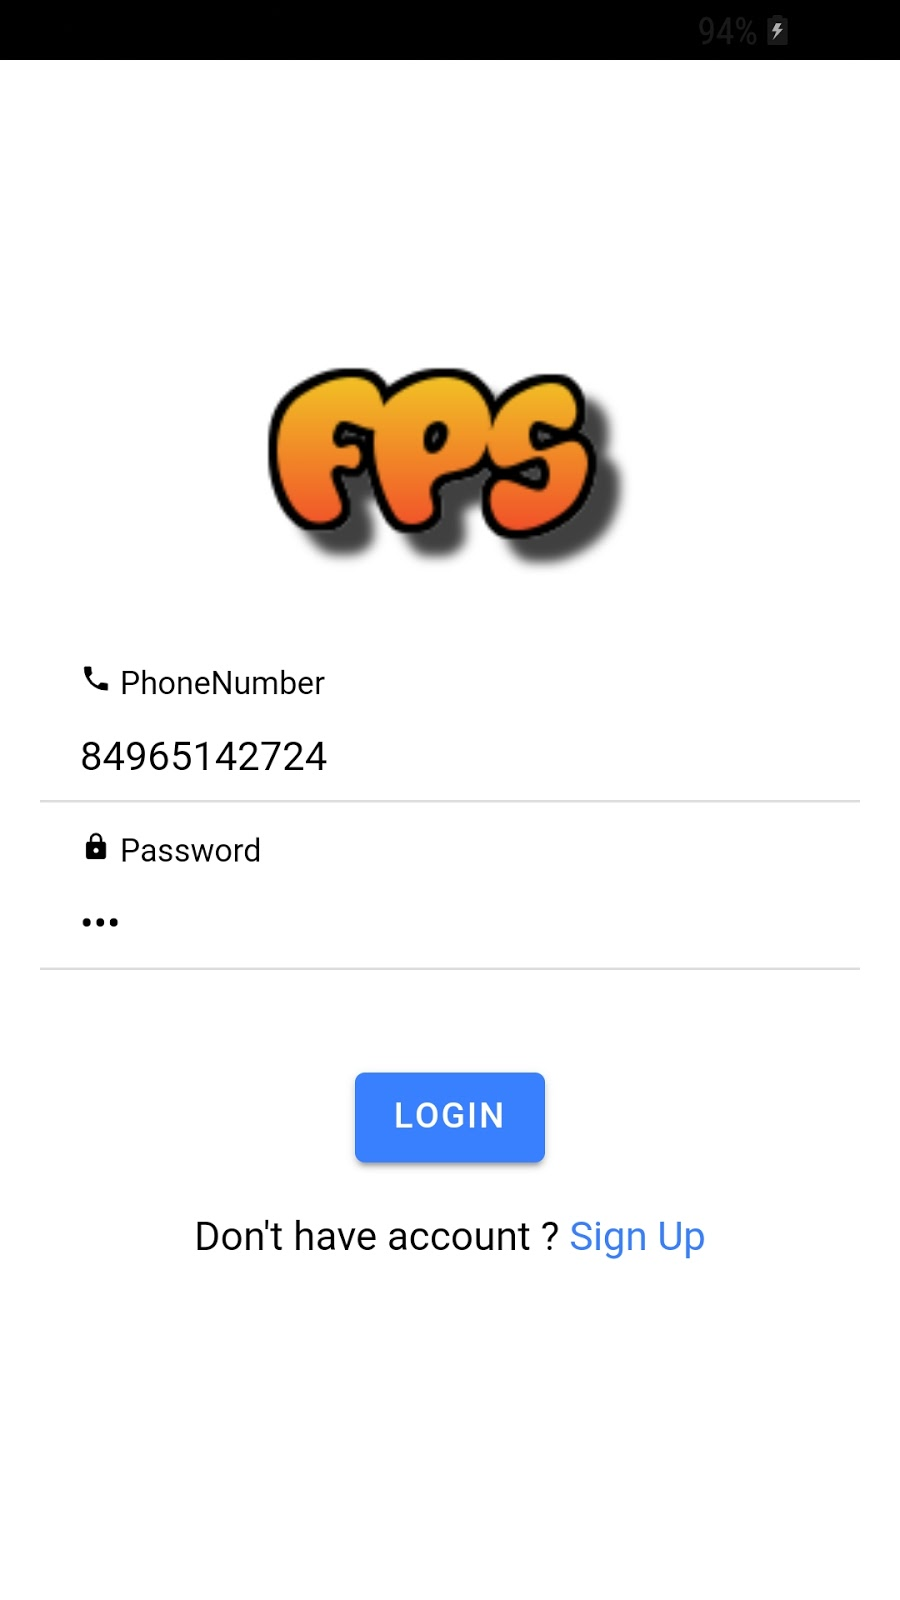 94%
FPS
PhoneNumber
84965142724
Password
•••
LOGIN
Don't have account ? Sign Up